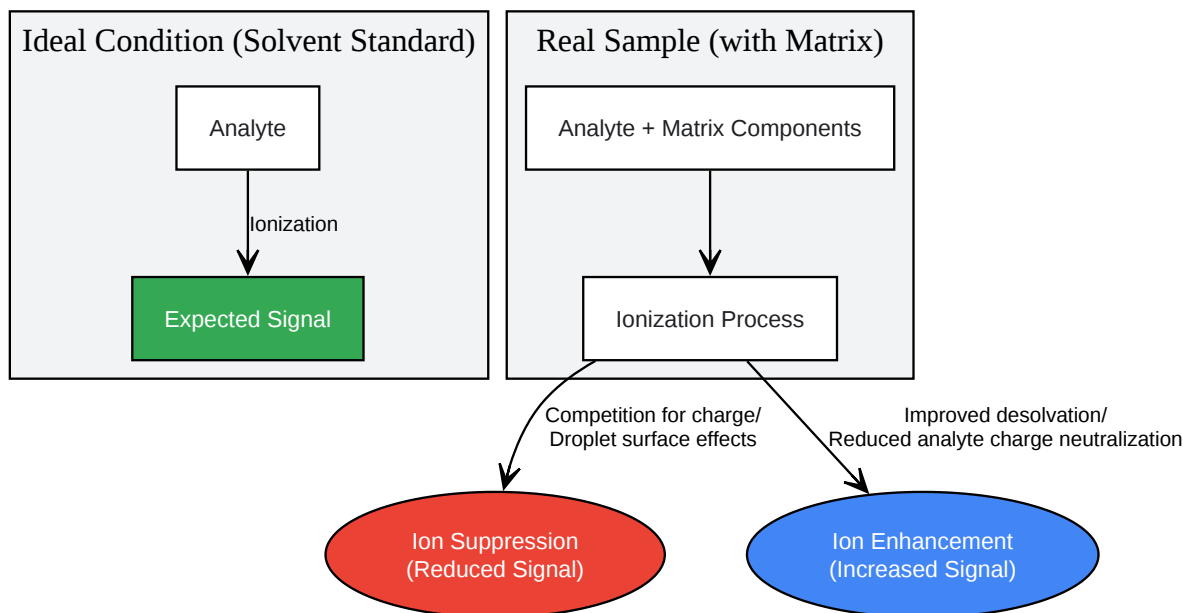 Ideal Condition (Solvent Standard)
Analyte
Ionization
Expected Signal
Real Sample (with Matrix)
Analyte + Matrix Components
Ionization Process
Competition for charge/
Droplet surface effects
Improved desolvation/
Reduced analyte charge neutralization
Ion Suppression
(Reduced Signal)
Ion Enhancement
(Increased Signal)